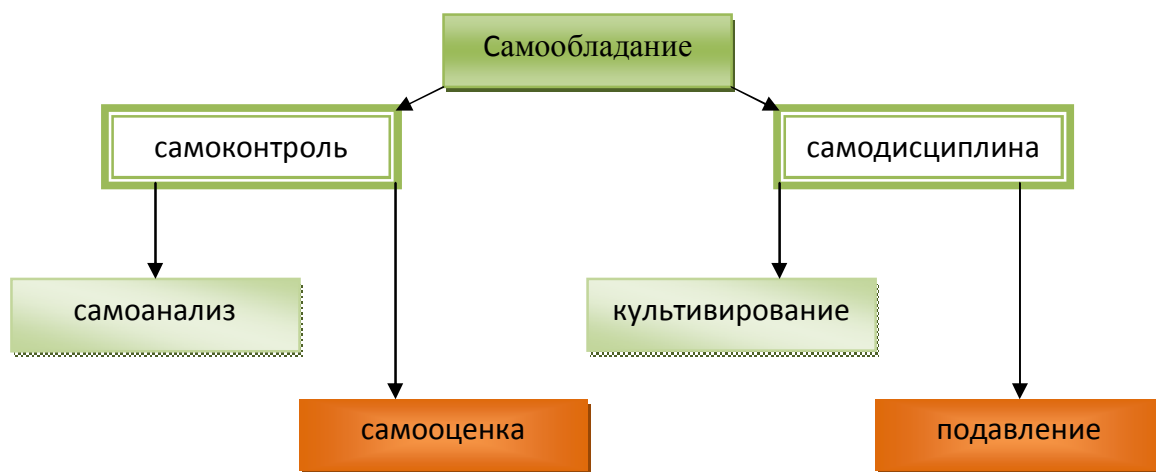 Самообладание
самоконтроль
самодисциплина
самоанализ
культивирование
самооценка
подавление